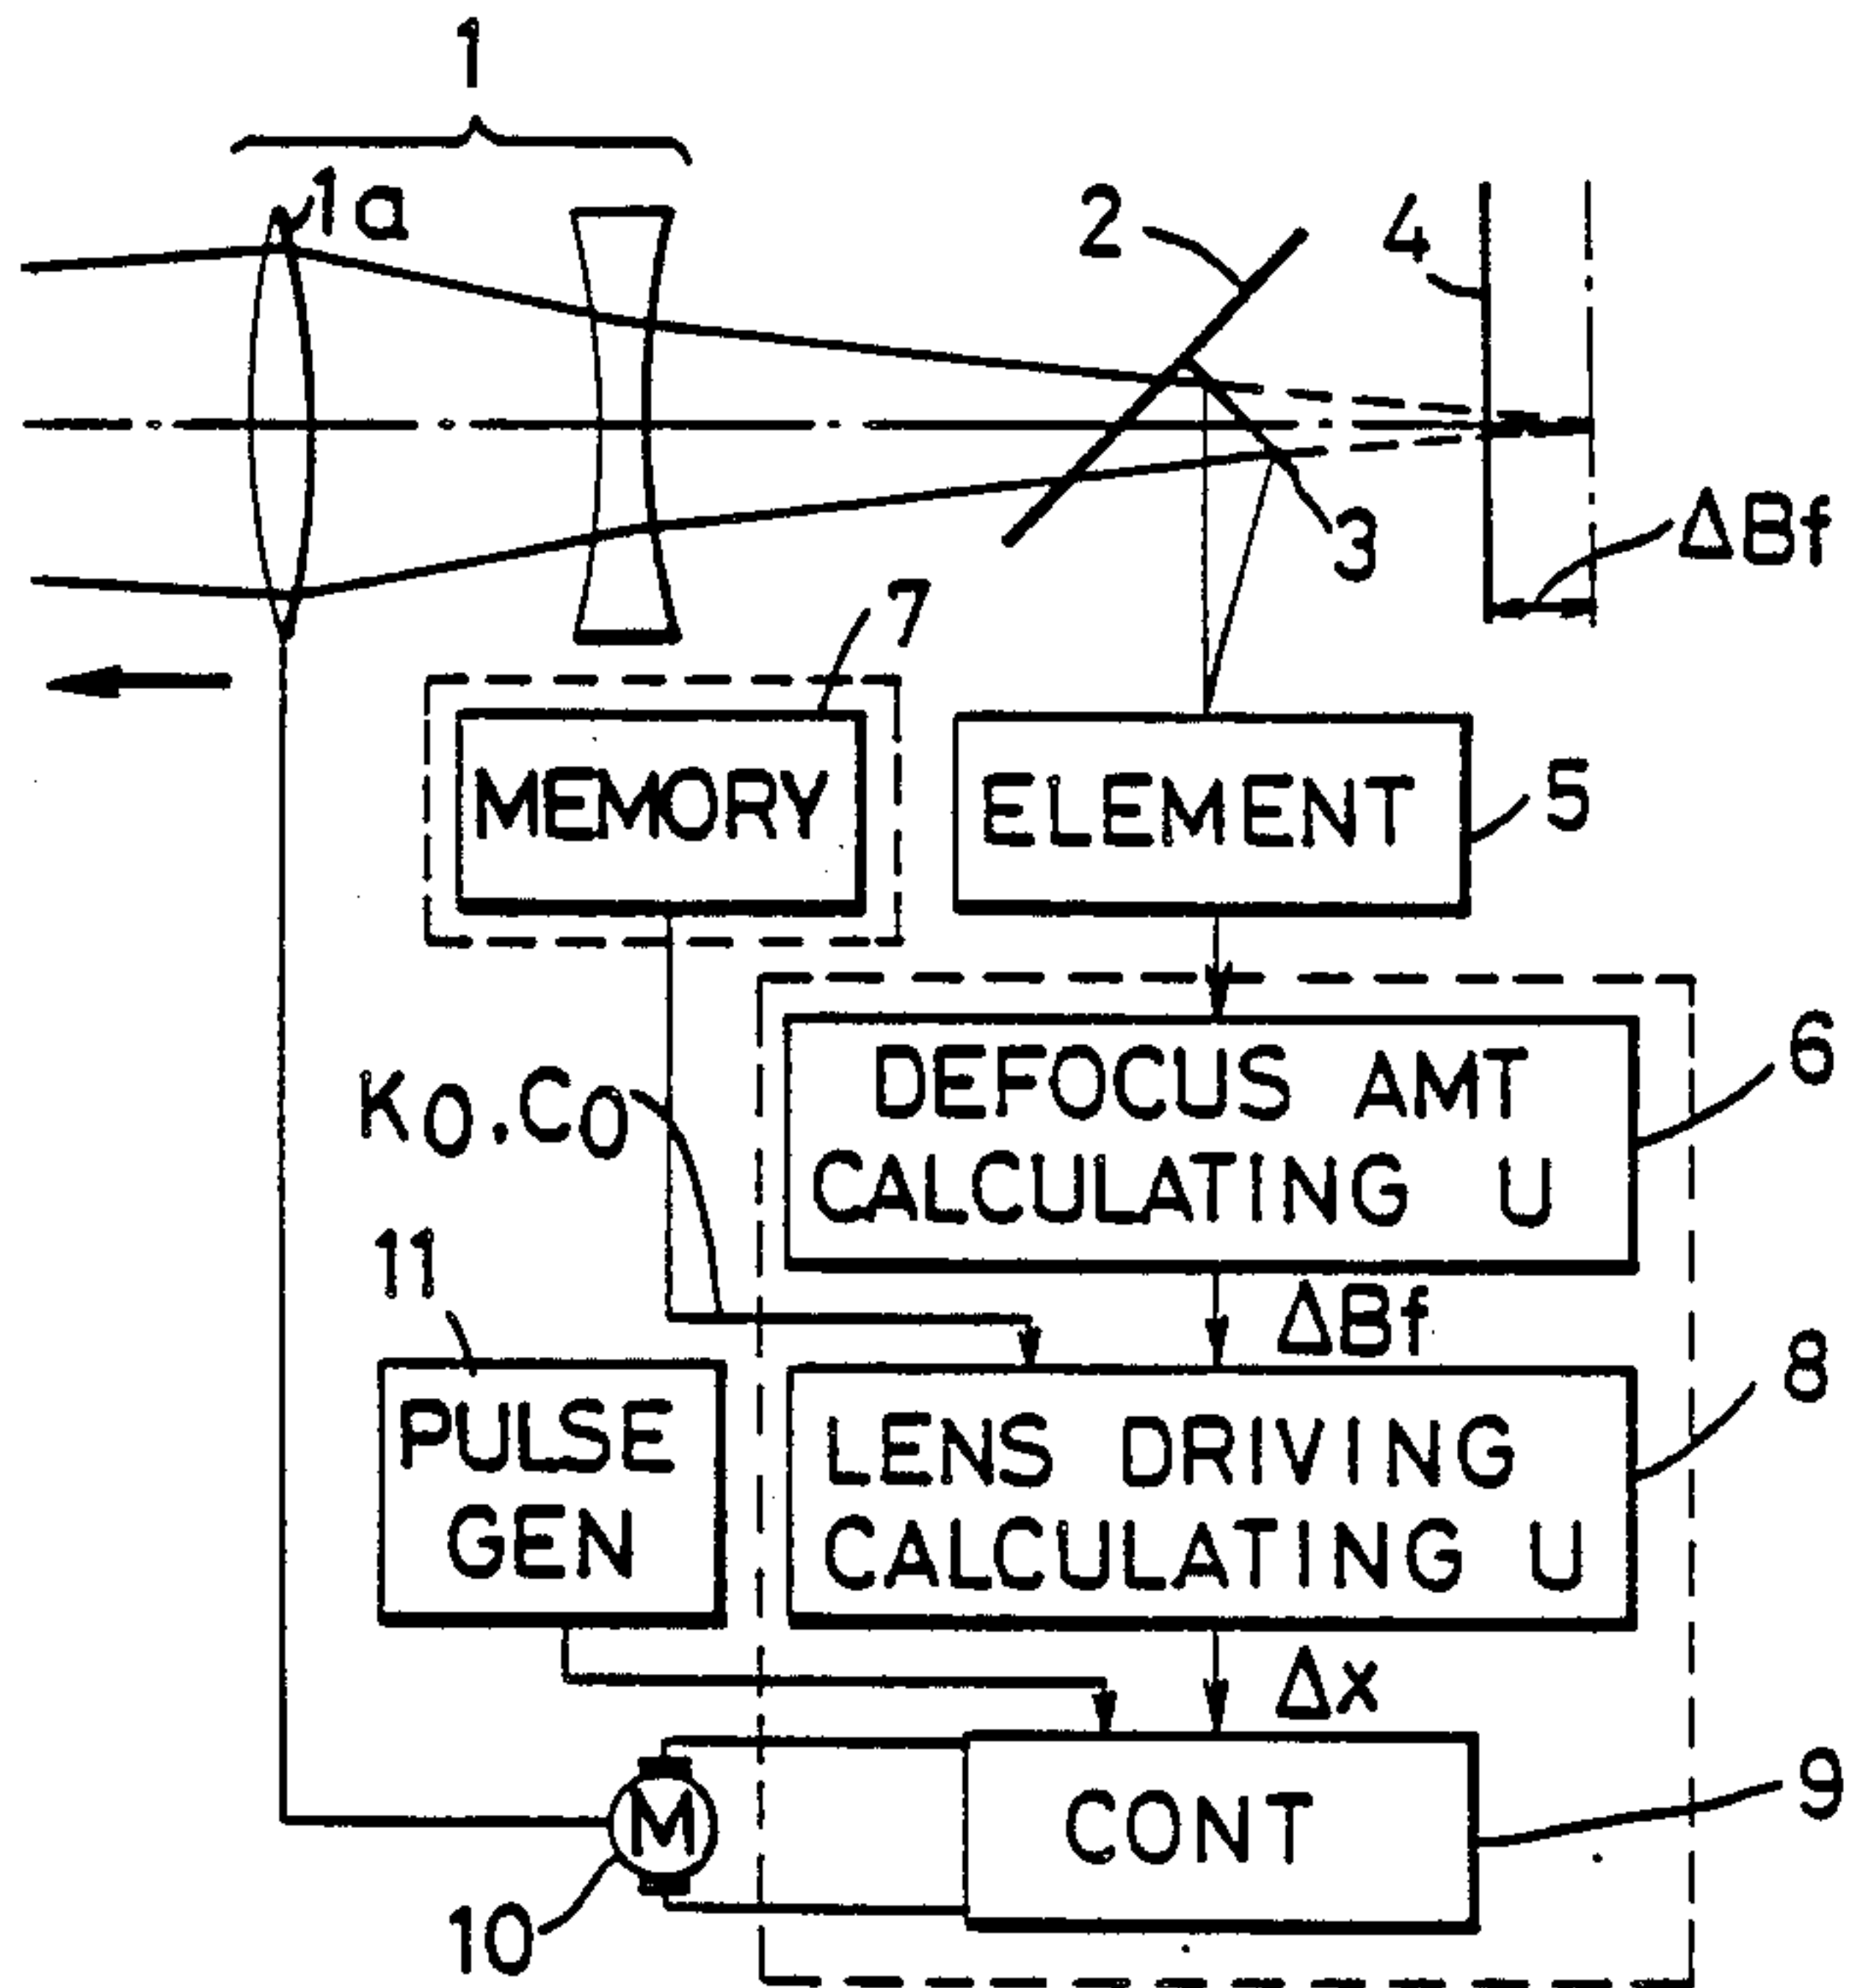 1
1a
2
4
3
ΔBf
7
MEMORY
ELEMENT
5
DEFOCUS AMT
CALCULATING U
6
K0, C0
11
ΔBf
PULSE
GEN
LENS DRIVING
CALCULATING U
8
Δx
M
CONT
9
10